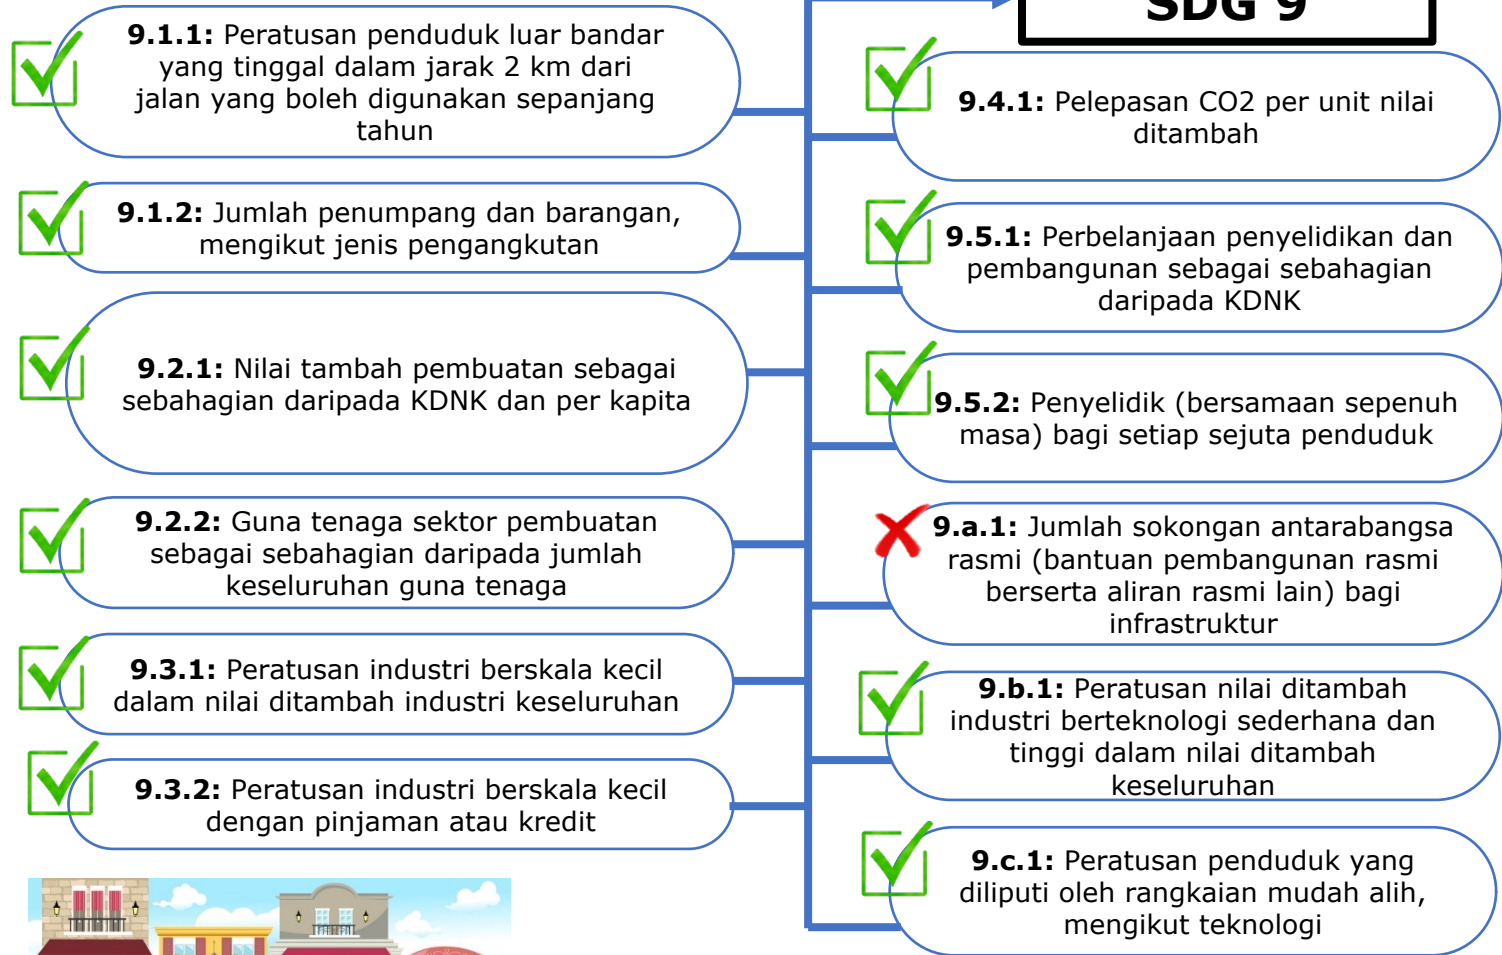 SDG 9
9.1.1: Peratusan penduduk luar bandar
yang tinggal dalam jarak 2 km dari
jalan yang boleh digunakan sepanjang
tahun
9.1.2: Jumlah penumpang dan barangan,
mengikut jenis pengangkutan
9.2.1: Nilai tambah pembuatan sebagai
sebahagian daripada KDNK dan per kapita
9.2.2: Guna tenaga sektor pembuatan
sebagai sebahagian daripada jumlah
keseluruhan guna tenaga
9.3.1: Peratusan industri berskala kecil
dalam nilai ditambah industri keseluruhan
9.3.2: Peratusan industri berskala kecil
dengan pinjaman atau kredit
9.4.1: Pelepasan CO2 per unit nilai
ditambah
9.5.1: Perbelanjaan penyelidikan dan
pembangunan sebagai sebahagian
daripada KDNK
9.5.2: Penyelidik (bersamaan sepenuh
masa) bagi setiap sejuta penduduk
9.a.1: Jumlah sokongan antarabangsa
rasmi (bantuan pembangunan rasmi
berserta aliran rasmi lain) bagi
infrastruktur
9.b.1: Peratusan nilai ditambah
industri berteknologi sederhana dan
tinggi dalam nilai ditambah
keseluruhan
9.c.1: Peratusan penduduk yang
diliputi oleh rangkaian mudah alih,
mengikut teknologi